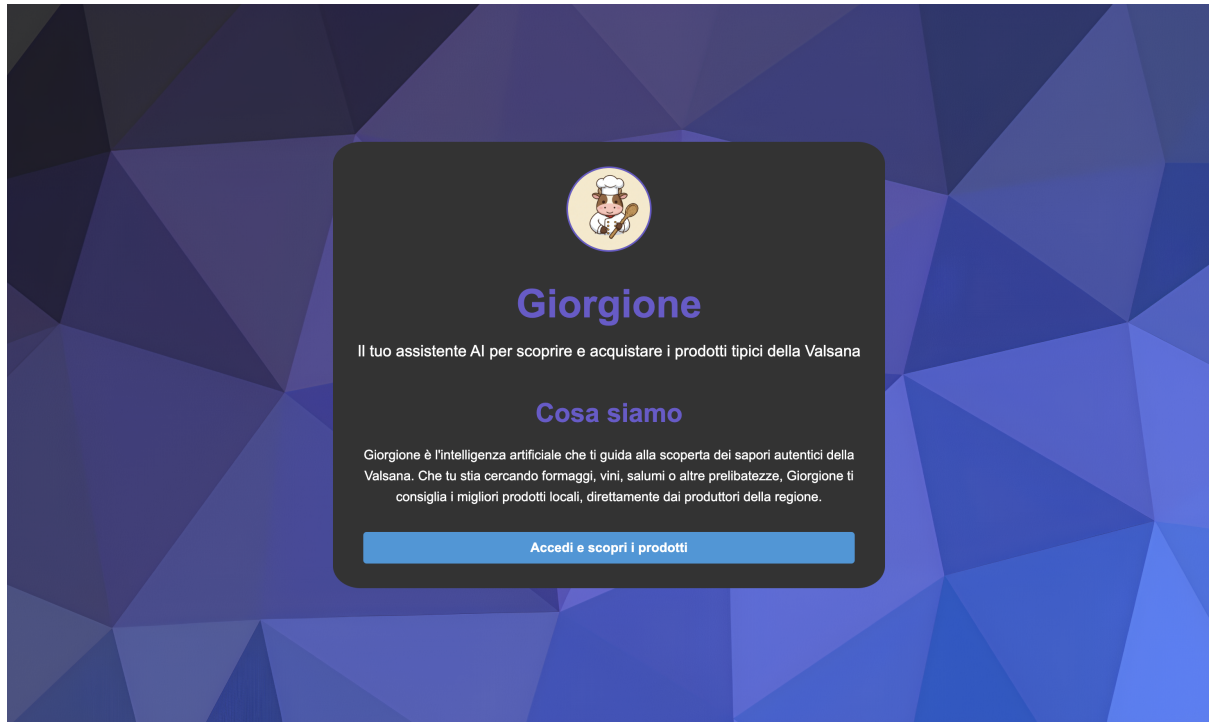 Giorgione
Il tuo assistente AI per scoprire e acquistare i prodotti tipici della Valsana
Cosa siamo
Giorgione è l'intelligenza artificiale che ti guida alla scoperta dei sapori autentici della
Valsana. Che tu stia cercando formaggi, vini, salumi o altre prelibatezze, Giorgione ti
consiglia i migliori prodotti locali, direttamente dai produttori della regione.
Accedi e scopri i prodotti